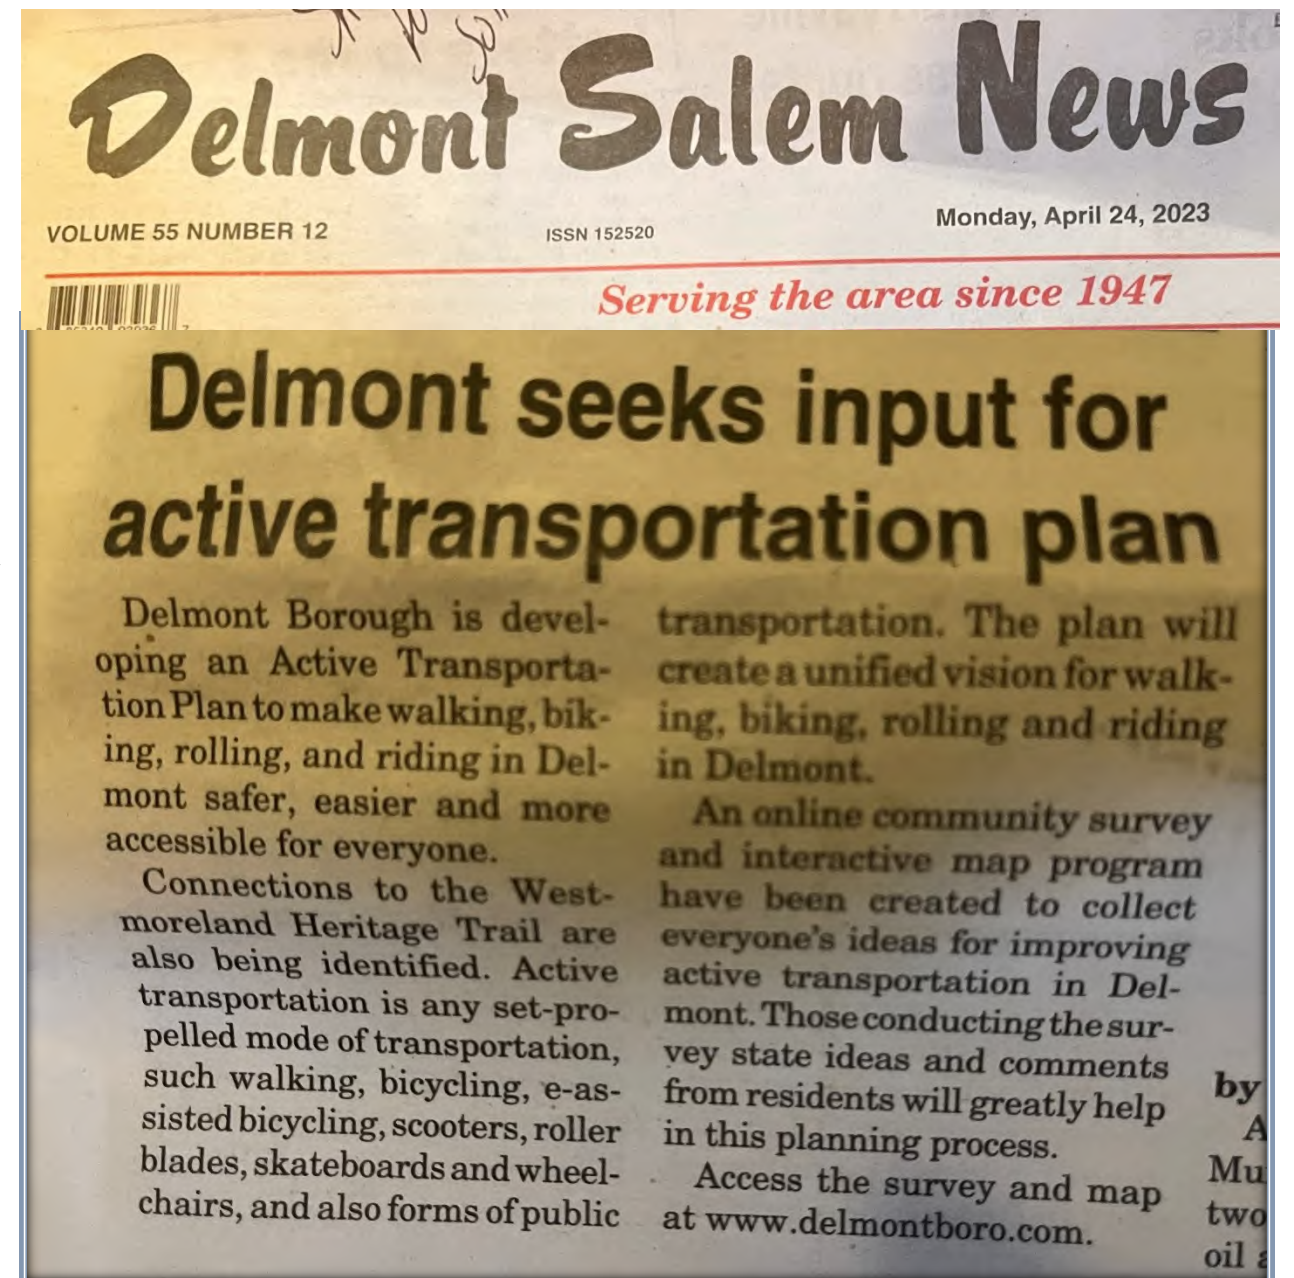 Delmont Salem News
VOLUME 55 NUMBER 12
ISSN 152520
Monday, April 24, 2023
Serving the area since 1947
Delmont seeks input for
active transportation plan
Delmont Borough is devel-
oping an Active Transporta-
tion Plan to make walking, bik-
ing, rolling, and riding in Del-
mont safer, easier and more
accessible for everyone.
Connections to the West-
moreland Heritage Trail are
also being identified. Active
transportation is any set-pro-
pelled mode of transportation,
such walking, bicycling, e-as-
sisted bicycling, scooters, roller
blades, skateboards and wheel-
chairs, and also forms of public
transportation. The plan will
create a unified vision for walk-
ing, biking, rolling and riding
in Delmont.
An online community survey
and interactive map program
have been created to collect
everyone's ideas for improving
active transportation in Del-
mont. Those conducting the sur-
vey state ideas and comments
from residents will greatly help
in this planning process.
Access the survey and map
at www.delmontboro.com.
by
A
Mu
two
oil